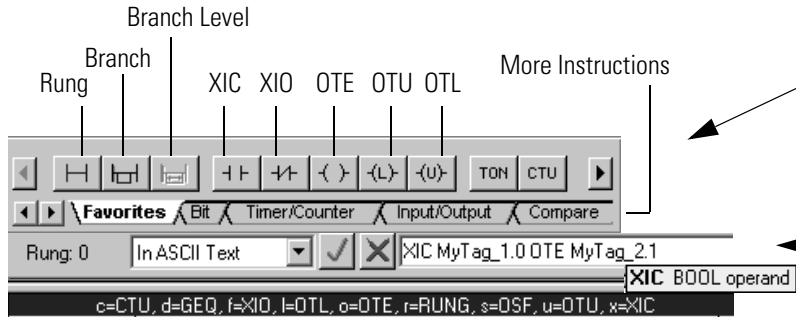 Branch Level
Branch
Rung XIC XIO OTE OTU OTL More Instructions
(L) (U) TON CTU
Favorites Bit Timer/Counter Input/Output Compare
Rung: 0 In ASCII Text XIC MyTag_1.0 OTE MyTag_2.1
XIC BOOL operand
c=CTU, d=GEQ, f=XIO, l=OTL, o=OTE, r=RUNG, s=OSF, u=OTU, x=XIC